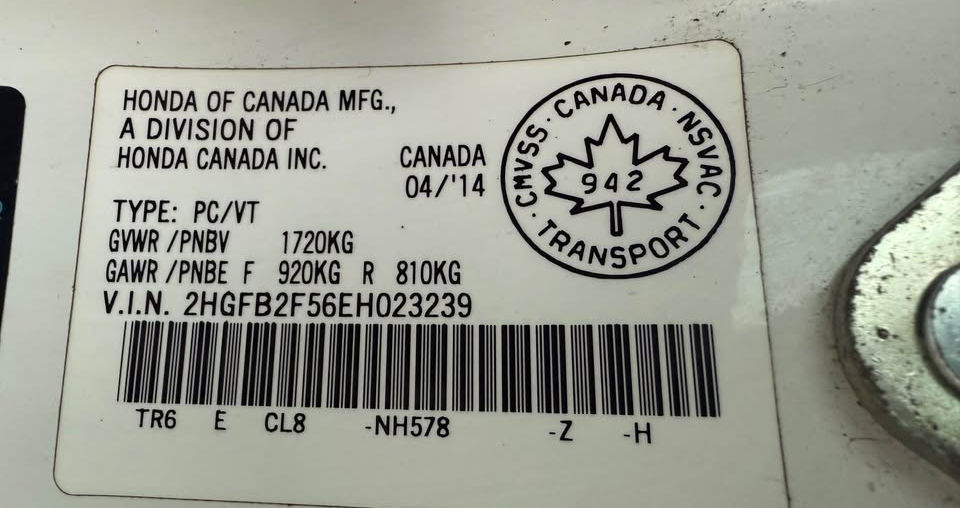 HONDA OF CANADA MFG.,
A DIVISION OF
HONDA CANADA INC.
CANADA
04/'14
TYPE: PC/VT
GVWR /PNBV 1720KG
GAWR /PNBE F 920KG R 810KG
V.I.N. 2HGFB2F56EH023239
TR6 E CL8 -NH578 -Z -H
CMVSS · CANADA · NSVAC · TRANSPORT ·
942